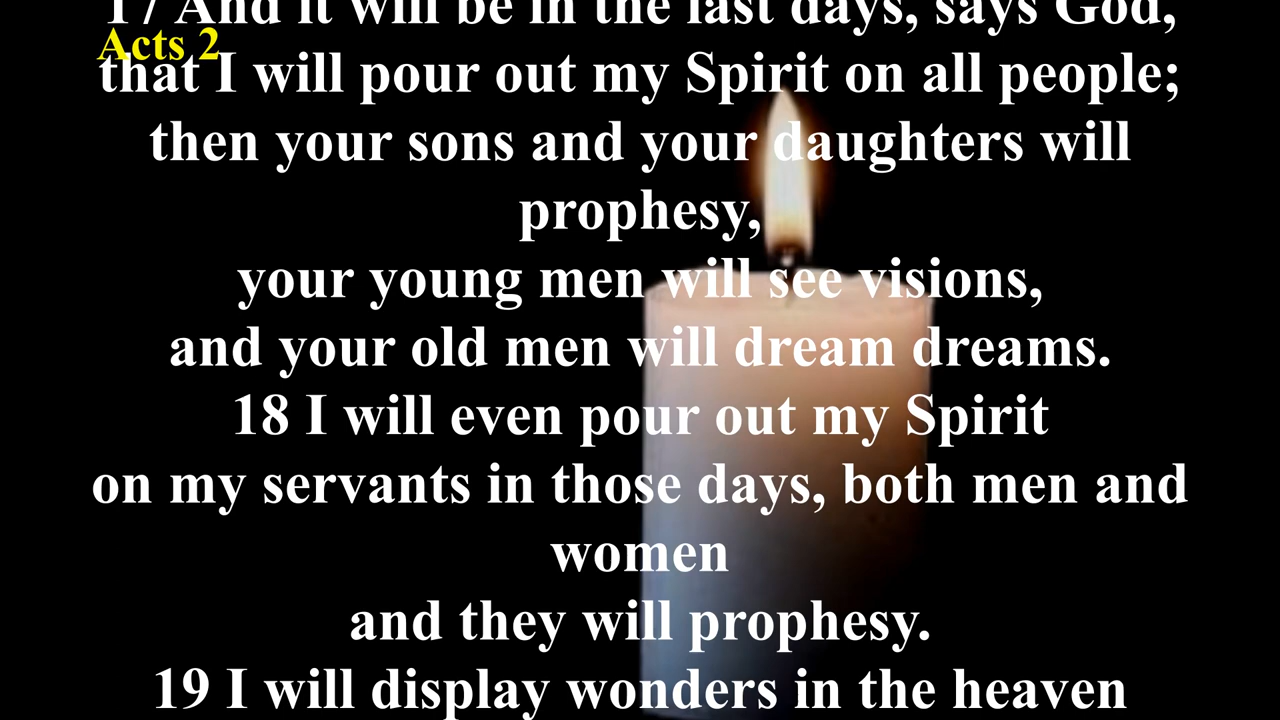 17 And it will be in the last days, says God,
Acts 2
that I will pour out my Spirit on all people;
then your sons and your daughters will
prophesy,
your young men will see visions,
and your old men will dream dreams.
18 I will even pour out my Spirit
on my servants in those days, both men and
women
and they will prophesy.
19 I will display wonders in the heaven